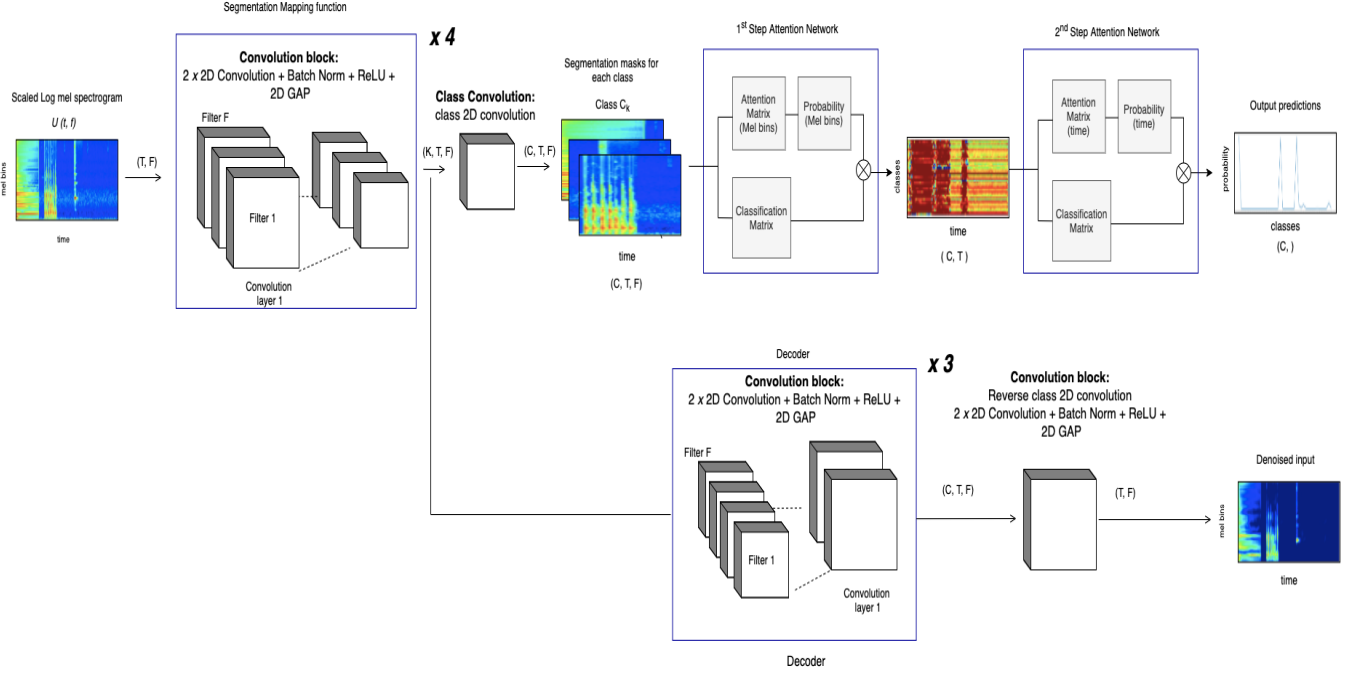 Segmentation Mapping function
x 4
Convolution block:
2 x 2D Convolution + Batch Norm + ReLU +
2D GAP
Scaled Log mel spectrogram
U (t, f)
mel bins
time
(T, F)
Filter F
Filter 1
Convolution
layer 1
(K, T, F)
Class Convolution:
class 2D convolution
(C, T, F)
Segmentation masks for
each class
Class Ck
time
(C, T, F)
1st Step Attention Network
Attention
Matrix
(Mel bins)
Probability
(Mel bins)
Classification
Matrix
classes
time
( C, T )
2nd Step Attention Network
Attention
Matrix
(time)
Probability
(time)
Classification
Matrix
Output predictions
probability
classes
(C, )
Decoder
x 3
Convolution block:
2 x 2D Convolution + Batch Norm + ReLU +
2D GAP
Filter F
Filter 1
Convolution
layer 1
Decoder
(C, T, F)
Convolution block:
Reverse class 2D convolution
2 x 2D Convolution + Batch Norm + ReLU +
2D GAP
(T, F)
Denoised input
mel bins
time